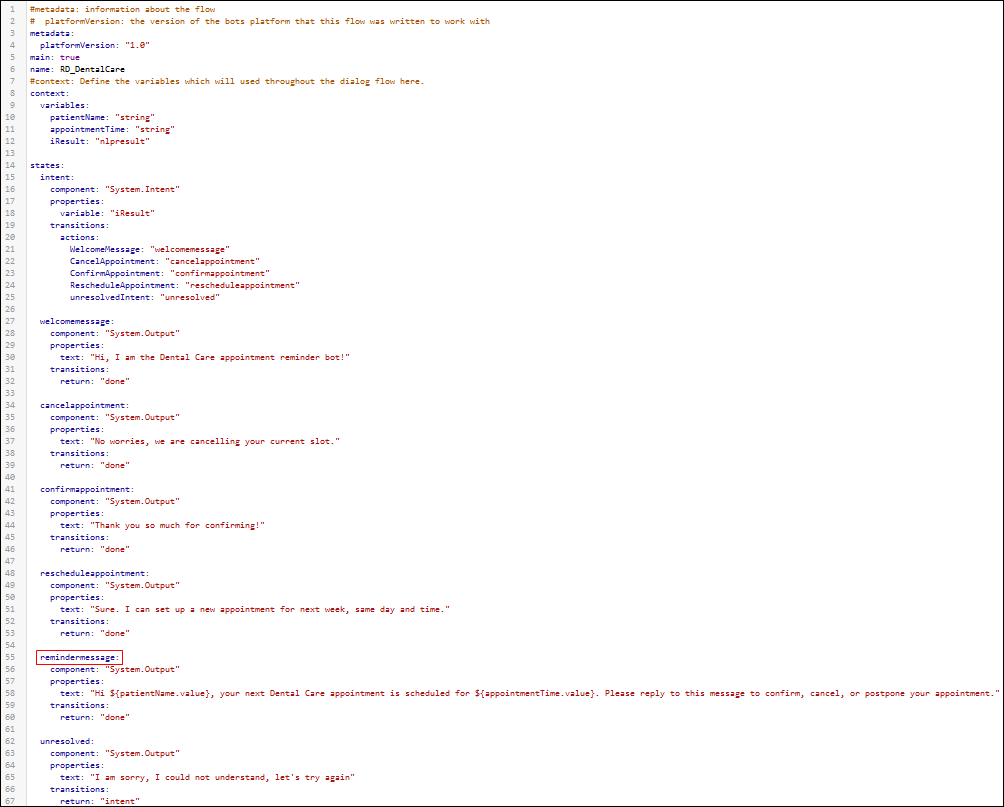 1 #metadata: information about the flow
2 #  platformVersion: the version of the bots platform that this flow was written to work with
3 metadata:
4   platformVersion: "1.0"
5 main: true
6 name: RD_DentalCare
7 #context: Define the variables which will used throughout the dialog flow here.
8 context:
9   variables:
10     patientName: "string"
11     appointmentTime: "string"
12     iResult: "nlpresult"
13
14 states:
15   intent:
16     component: "System.Intent"
17     properties:
18       variable: "iResult"
19     transitions:
20       actions:
21         WelcomeMessage: "welcomemessage"
22         CancelAppointment: "cancelappointment"
23         ConfirmAppointment: "confirmappointment"
24         RescheduleAppointment: "rescheduleappointment"
25         unresolvedIntent: "unresolved"
26
27   welcomemessage:
28     component: "System.Output"
29     properties:
30       text: "Hi, I am the Dental Care appointment reminder bot!"
31     transitions:
32       return: "done"
33
34   cancelappointment:
35     component: "System.Output"
36     properties:
37       text: "No worries, we are cancelling your current slot."
38     transitions:
39       return: "done"
40
41   confirmappointment:
42     component: "System.Output"
43     properties:
44       text: "Thank you so much for confirming!"
45     transitions:
46       return: "done"
47
48   rescheduleappointment:
49     component: "System.Output"
50     properties:
51       text: "Sure. I can set up a new appointment for next week, same day and time."
52     transitions:
53       return: "done"
54
55   remindermessage:
56     component: "System.Output"
57     properties:
58       text: "Hi ${patientName.value}, your next Dental Care appointment is scheduled for ${appointmentTime.value}. Please reply to this message to confirm, cancel, or postpone your appointment."
59     transitions:
60       return: "done"
61
62   unresolved:
63     component: "System.Output"
64     properties:
65       text: "I am sorry, I could not understand, let's try again"
66     transitions:
67       return: "intent"